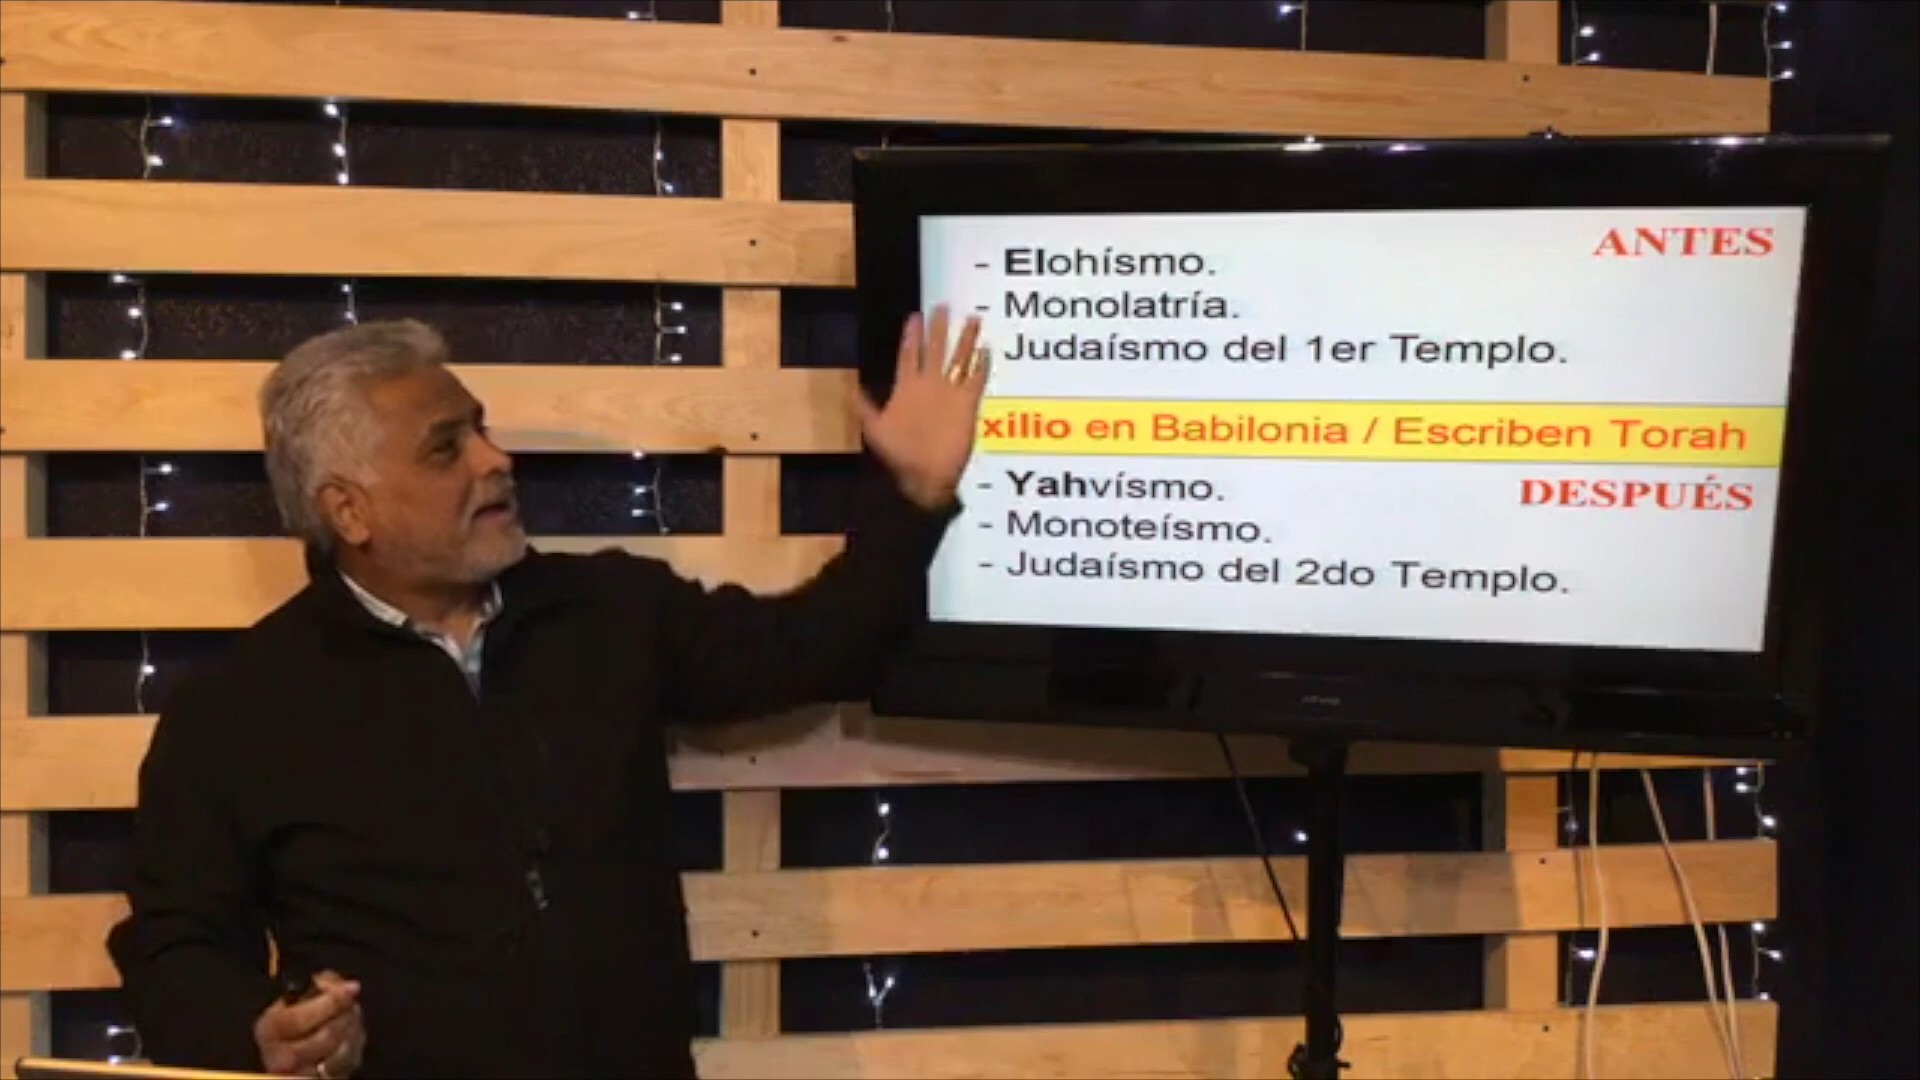 ANTES
- Elohísmo.
- Monolatría.
Judaísmo del 1er Templo.
xilio en Babilonia / Escriben Torah
- Yahvísmo.
DESPUÉS
- Monoteísmo.
- Judaísmo del 2do Templo.